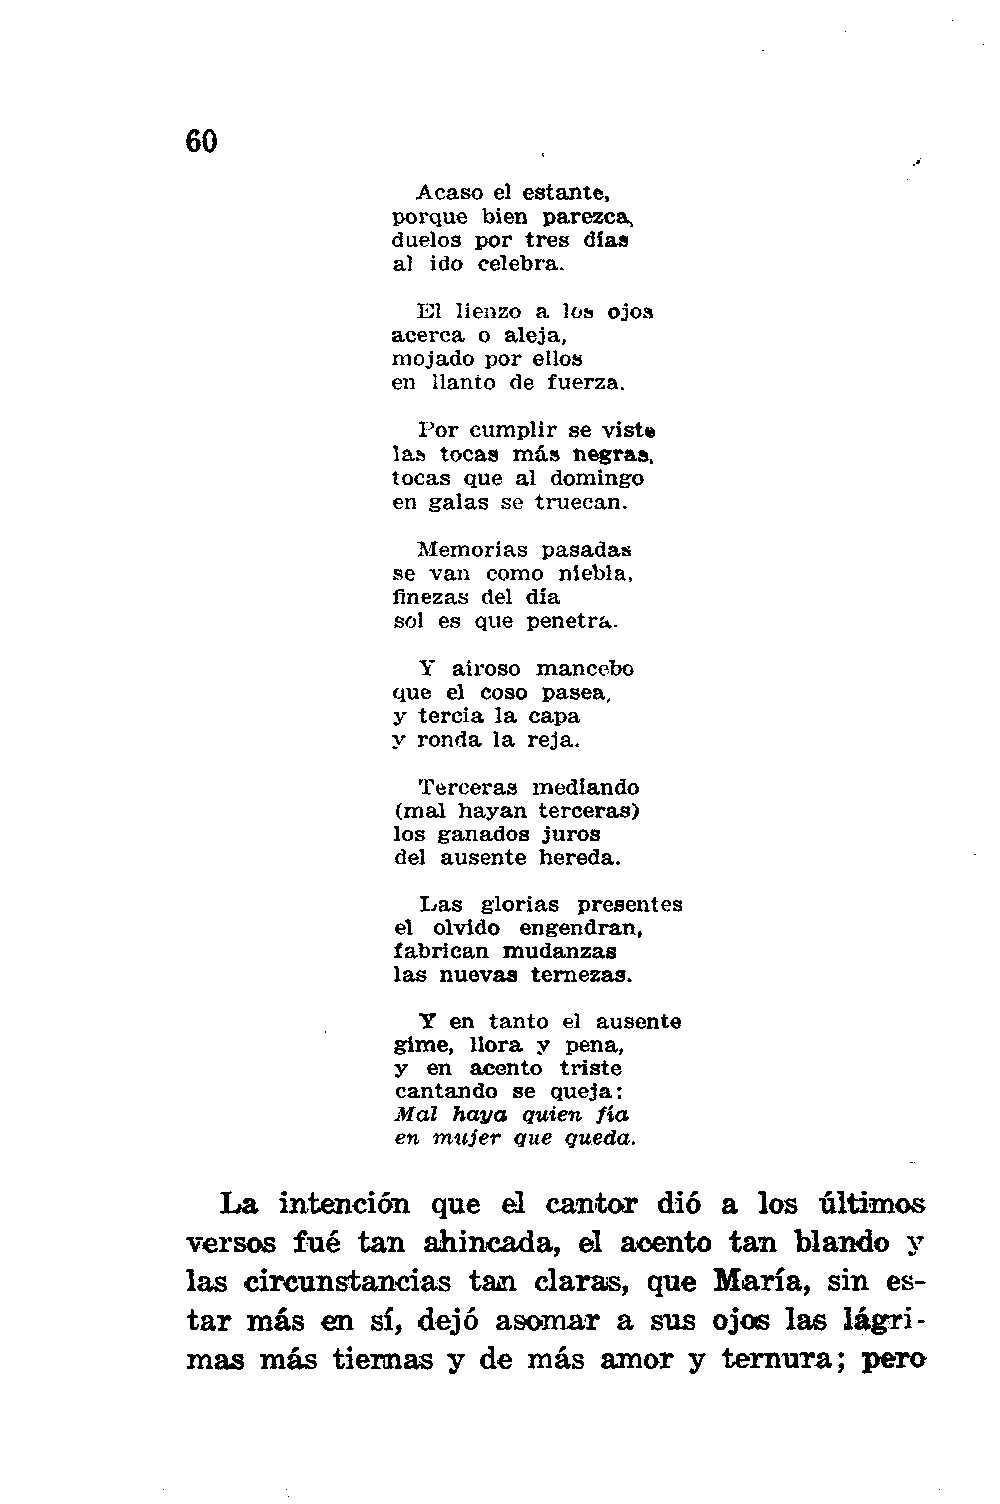 60
Acaso el estante,
porque bien parezca,
duelos por tres días
al ido celebra.
El lienzo a los ojos
acerca o aleja,
mojado por ellos
en llanto de fuerza.
Por cumplir se viste
las tocas más negras,
tocas que al domingo
en galas se truecan.
Memorias pasadas
se van como niebla,
finezas del día
sol es que penetra.
Y airoso mancebo
que el coso pasea,
y tercia la capa
y ronda la reja.
Terceras mediando
(mal hayan terceras)
los ganados juros
del ausente hereda.
Las glorias presentes
el olvido engendran,
fabrican mudanzas
las nuevas ternezas.
Y en tanto el ausente
gime, llora y pena,
y en acento triste
cantando se queja:
Mal haya quien fía
en mujer que queda.
La intención que el cantor dió a los últimos
versos fué tan ahincada, el acento tan blando y
las circunstancias tan claras, que María, sin es-
tar más en sí, dejó asomar a sus ojos las lágri-
mas más tiernas y de más amor y ternura; pero